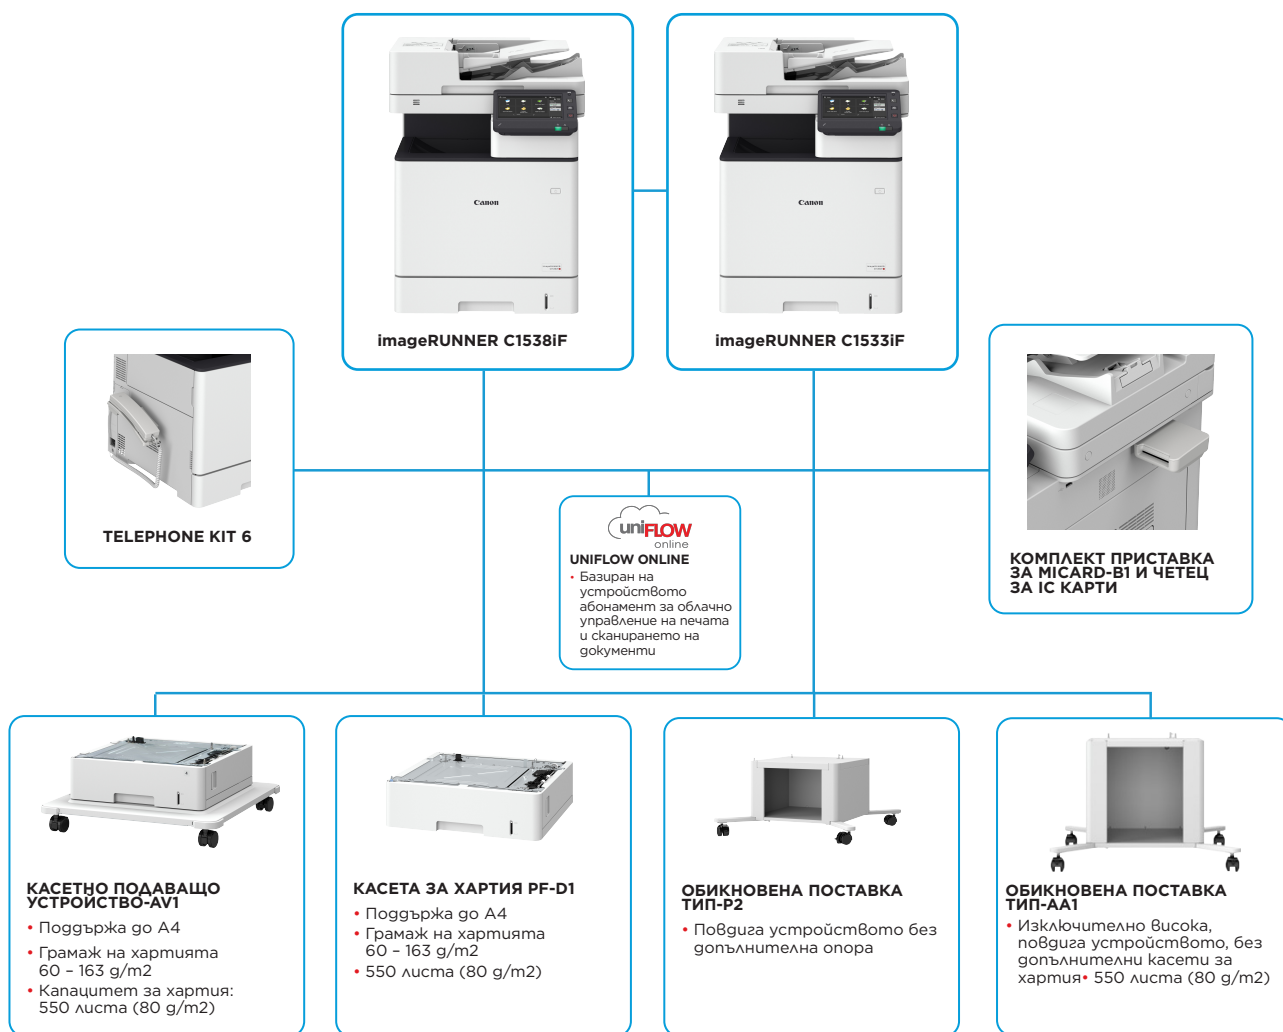 Canon
Canon
imageRUNNER C1538iF
imageRUNNER C1533iF
TELEPHONE KIT 6
uniFLOW
online
UNIFLOW ONLINE
• Базиран на
устройството
абонамент за облачно
управление на печата
и сканирането на
документи
КОМПЛЕКТ ПРИСТАВКА
ЗА MICARD-B1 И ЧЕТЕЦ
ЗА IC КАРТИ
КАСЕТНО ПОДАВАЩО
УСТРОЙСТВО-AV1
• Поддържа до A4
• Грамаж на хартията
60 – 163 g/m2
• Капацитет за хартия:
550 листа (80 g/m2)
КАСЕТА ЗА ХАРТИЯ PF-D1
• Поддържа до A4
• Грамаж на хартията
60 – 163 g/m2
• 550 листа (80 g/m2)
ОБИКНОВЕНА ПОСТАВКА
ТИП-P2
• Повдига устройството без
допълнителна опора
ОБИКНОВЕНА ПОСТАВКА
ТИП-AA1
• Изключително висока,
повдига устройството, без
допълнителни касети за
хартия• 550 листа (80 g/m2)